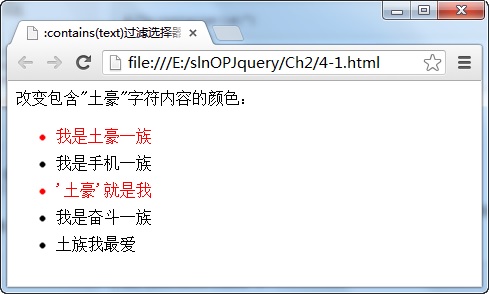 :contains(text)过滤选择器
file:///E:/slnOPJquery/Ch2/4-1.html
改变包含"土豪"字符内容的颜色：
我是土豪一族
我是手机一族
'土豪'就是我
我是奋斗一族
土族我最爱